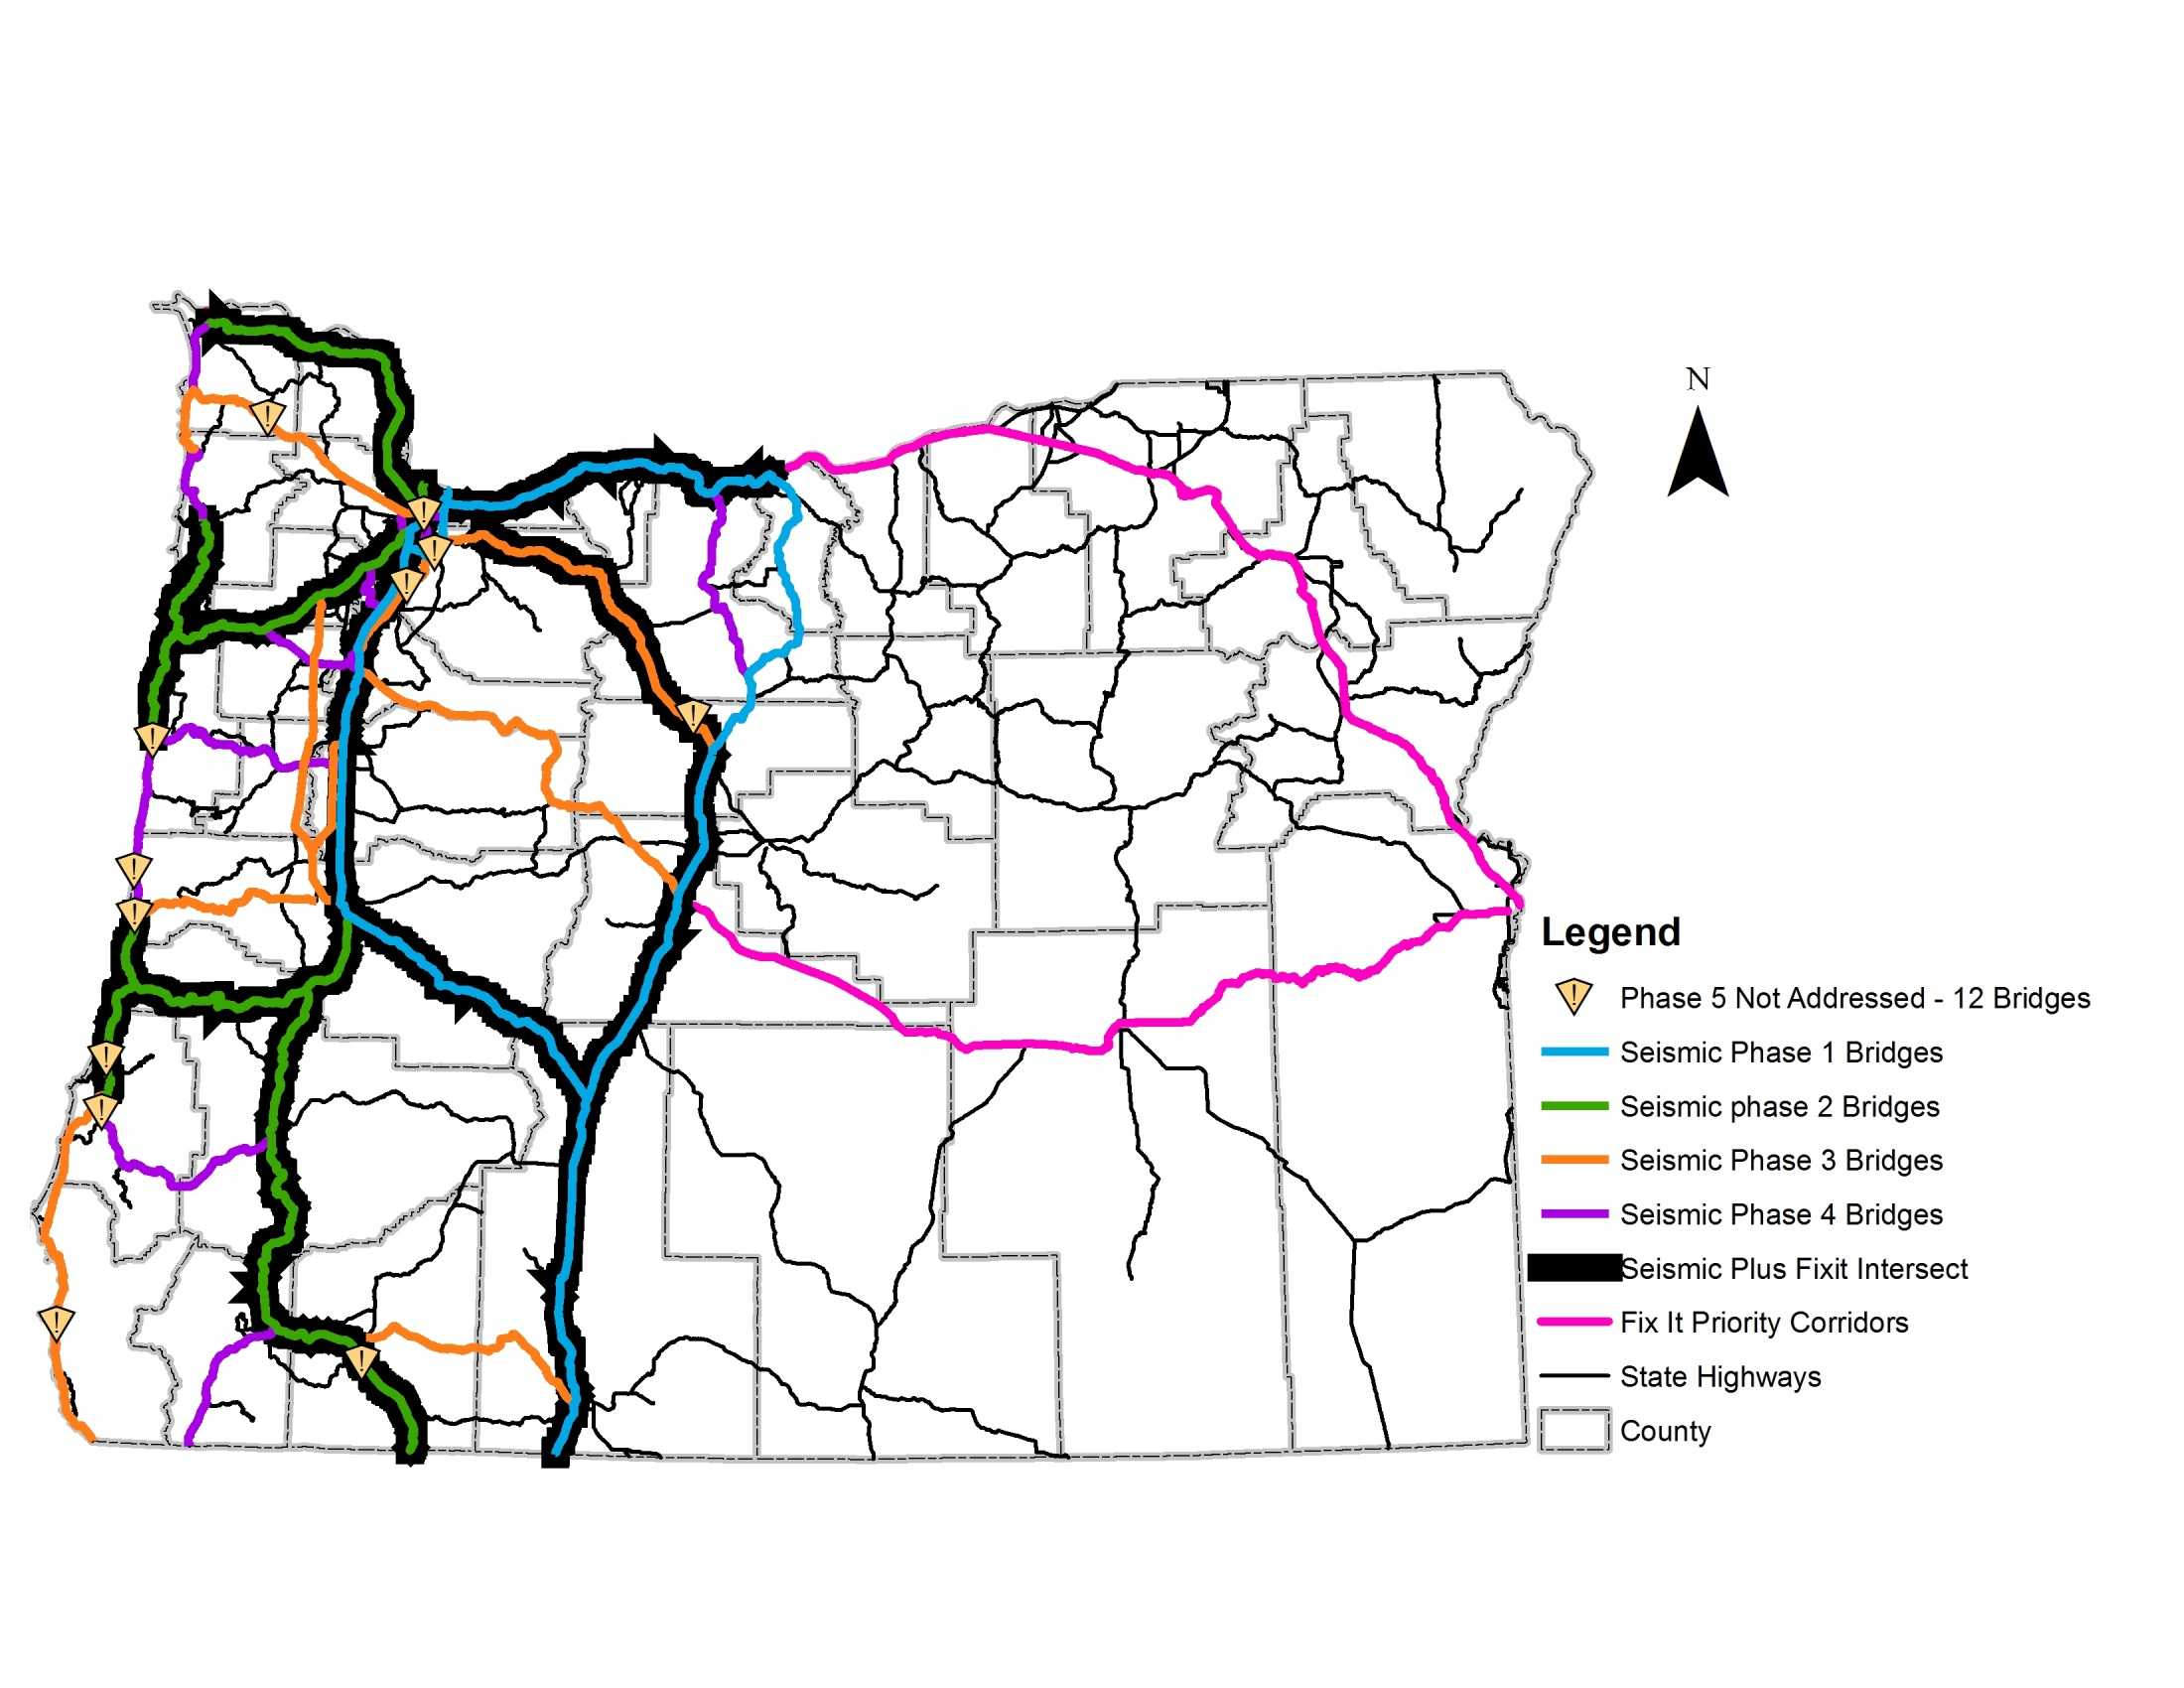 N
Legend
! Phase 5 Not Addressed - 12 Bridges
Seismic Phase 1 Bridges
Seismic phase 2 Bridges
Seismic Phase 3 Bridges
Seismic Phase 4 Bridges
Seismic Plus Fixit Intersect
Fix It Priority Corridors
State Highways
County